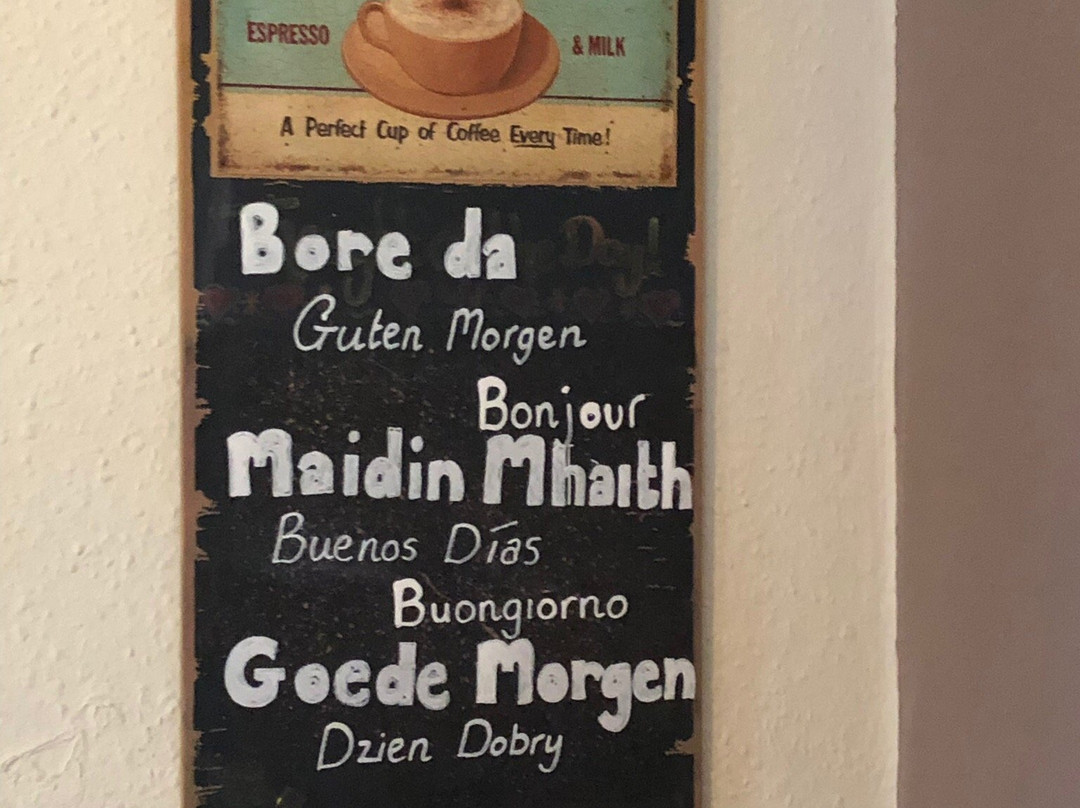 ESPRESSO & MILK
A Perfect Cup of Coffee Every Time!
Bore da
Guten Morgen
Bonjour
Maidin Mhaith
Buenos Días
Buongiorno
Goede Morgen
Dzien Dobry